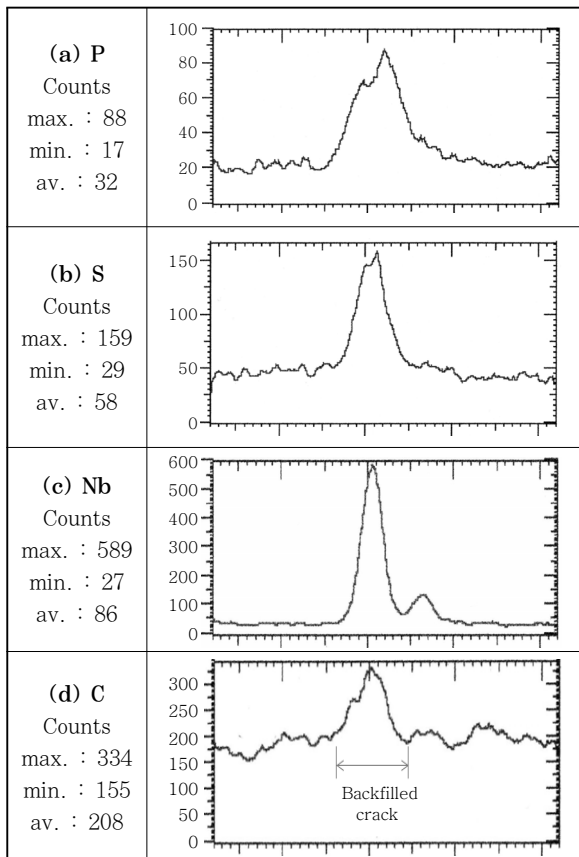 (a) P
Counts
max. : 88
min. : 17
av. : 32
100
80
60
40
20
0
(b) S
Counts
max. : 159
min. : 29
av. : 58
150
100
50
0
(c) Nb
Counts
max. : 589
min. : 27
av. : 86
600
500
400
300
200
100
0
(d) C
Counts
max. : 334
min. : 155
av. : 208
300
250
200
150
100
50
0
Backfilled
crack